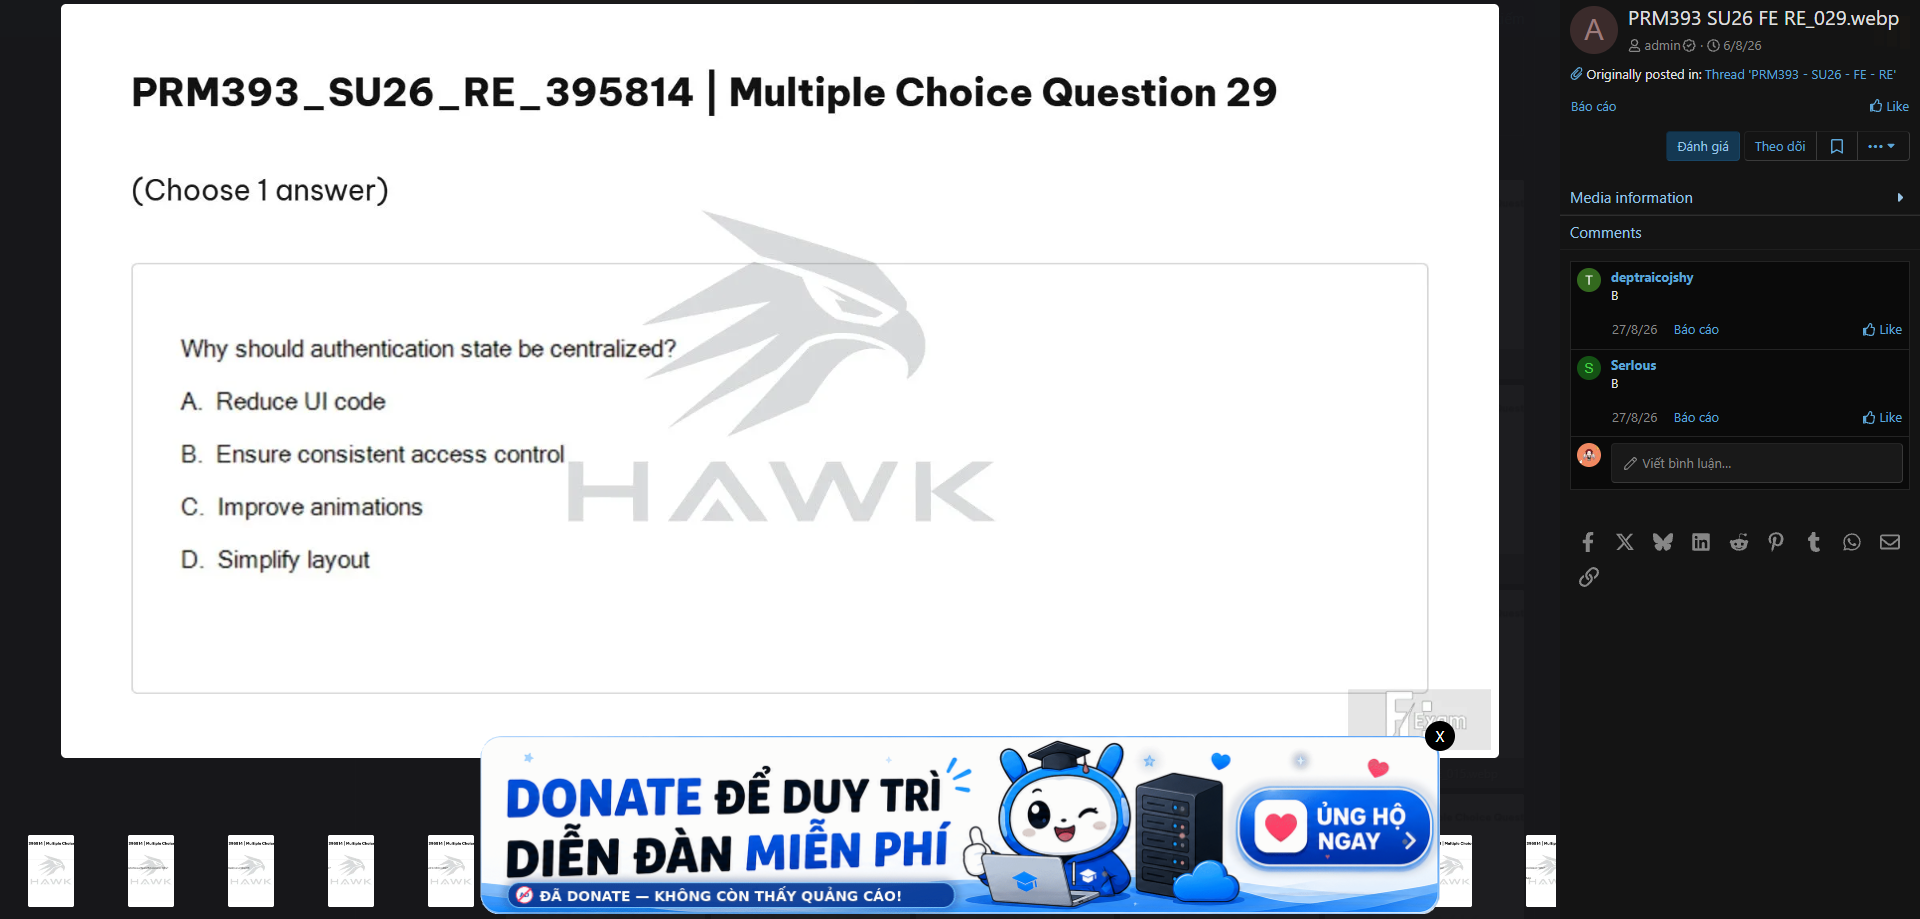 PRM393_SU26_RE_395814 | Multiple Choice Question 29
(Choose 1 answer)
Why should authentication state be centralized?
A. Reduce UI code
B. Ensure consistent access control
C. Improve animations
D. Simplify layout
HAWK
Exam
X
DONATE ĐỂ DUY TRÌ
DIỄN ĐÀN MIỄN PHÍ
ĐÃ DONATE — KHÔNG CÒN THẤY QUẢNG CÁO!
ỦNG HỘ
NGAY
A
PRM393 SU26 FE RE_029.webp
admin · 6/8/26
Originally posted in: Thread 'PRM393 - SU26 - FE - RE'
Báo cáo
Like
Đánh giá
Theo dõi
Media information
Comments
T
deptraicojshy
B
27/8/26 Báo cáo Like
S
Serlous
B
27/8/26 Báo cáo Like
Viết bình luận...